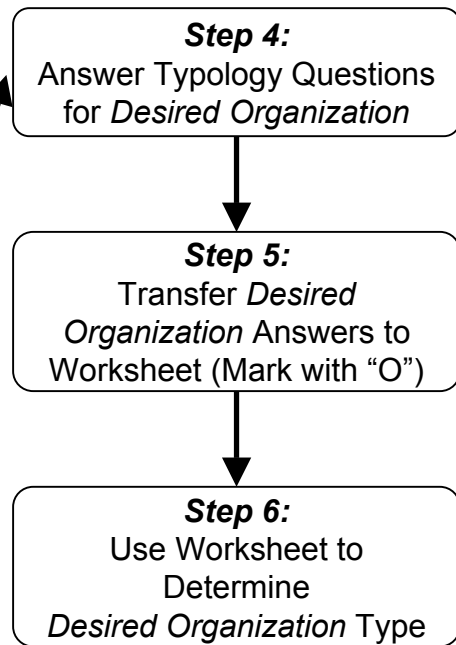 Step 4:
Answer Typology Questions
for Desired Organization
Step 5:
Transfer Desired
Organization Answers to
Worksheet (Mark with “O”)
Step 6:
Use Worksheet to
Determine
Desired Organization Type